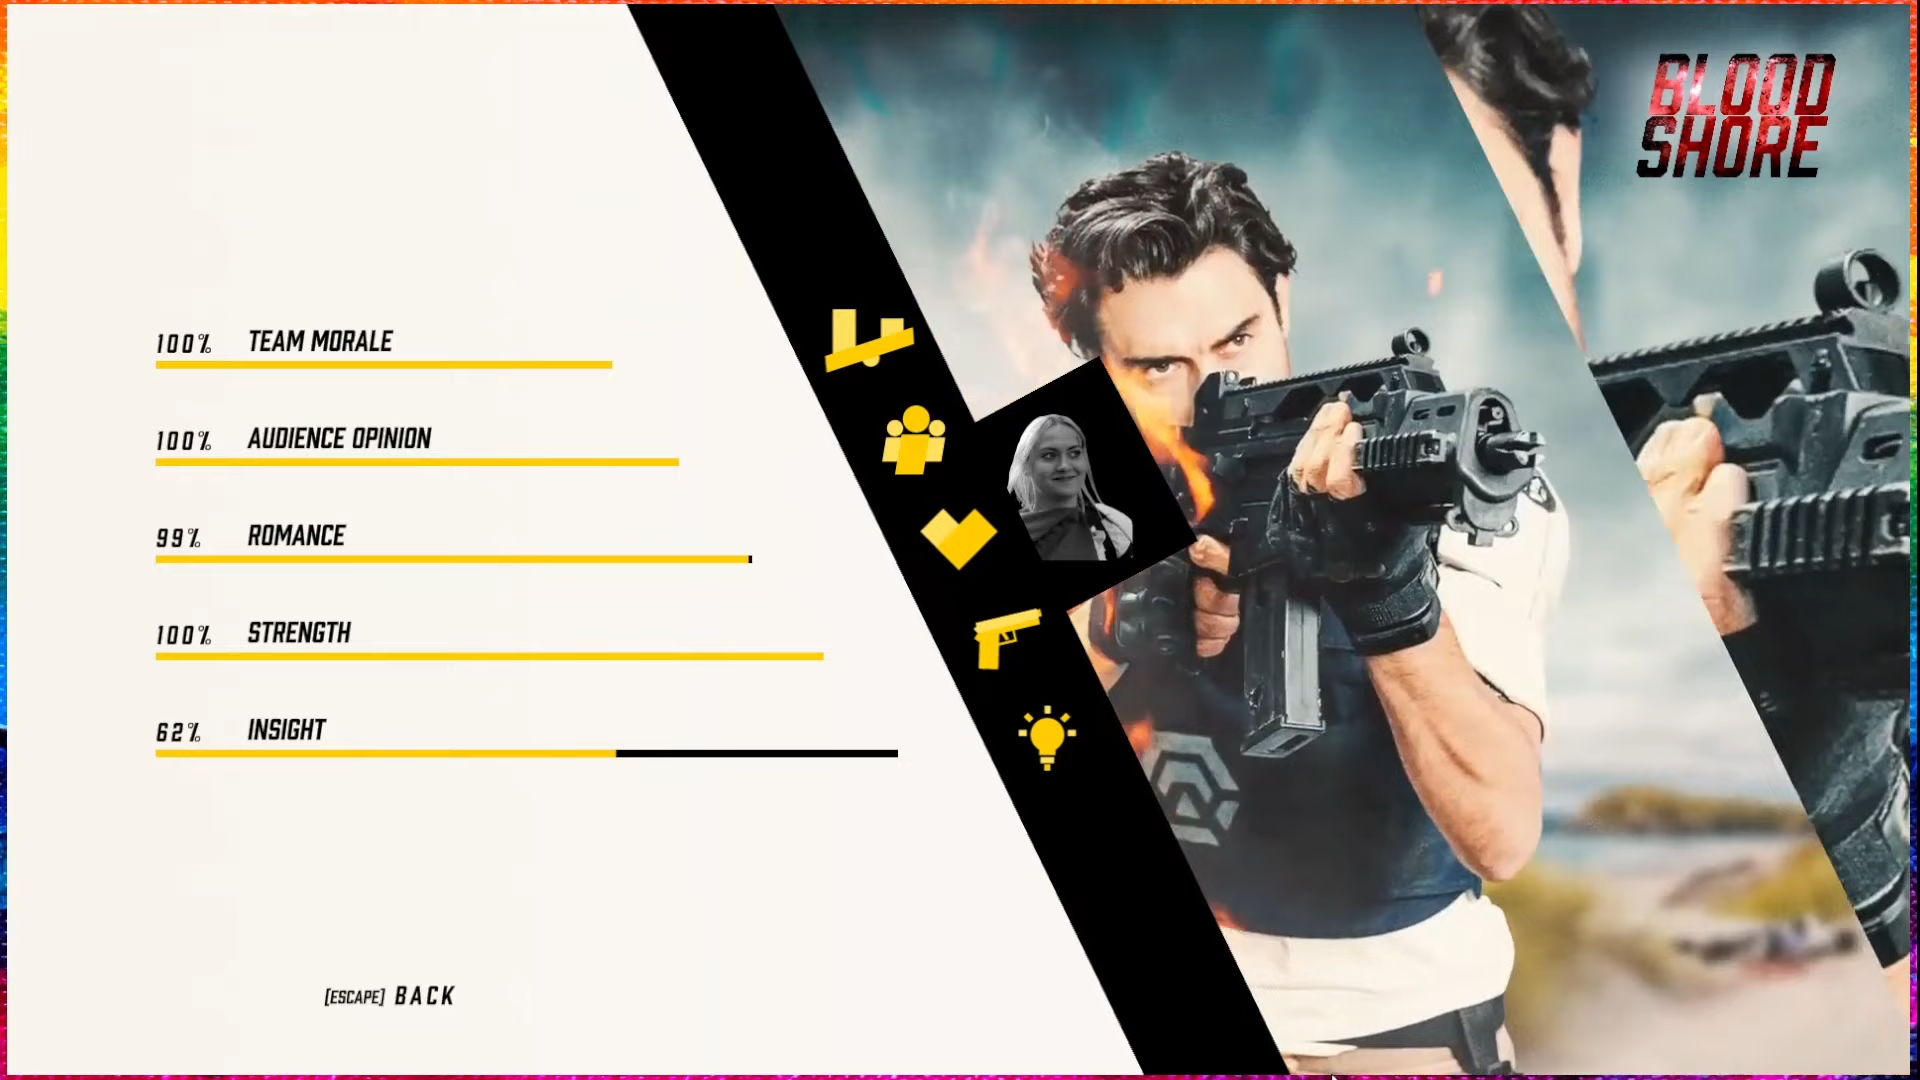 BLOOD
SHORE
100% TEAM MORALE
100% AUDIENCE OPINION
99% ROMANCE
100% STRENGTH
62% INSIGHT
[ESCAPE] BACK